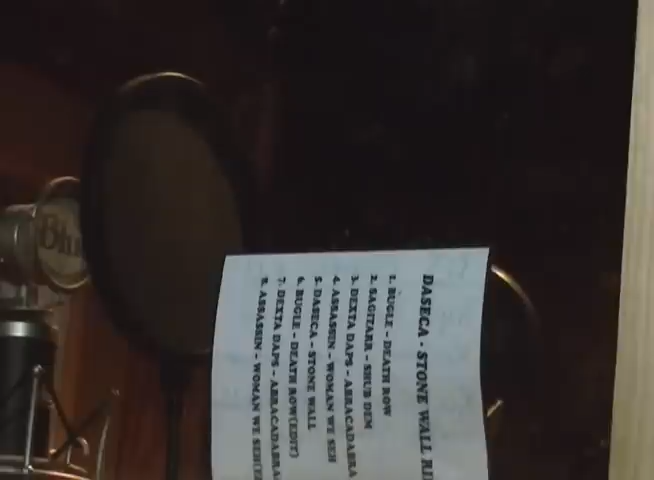 DASECA - STONE WALL
1. BUGLE - DEATH ROW
2. SAGITARR - SHUB DEM
3. DEXTA DAPS - ABRACADABRA
4. ASSASSIN - WOMAN WE SEH
5. DASECA - STONE WALL
6. BUGLE - DEATH ROW(EDIT)
7. DEXTA DAPS - ABRACADABRA
8. ASSASSIN - WOMAN WE SEH(
Blu